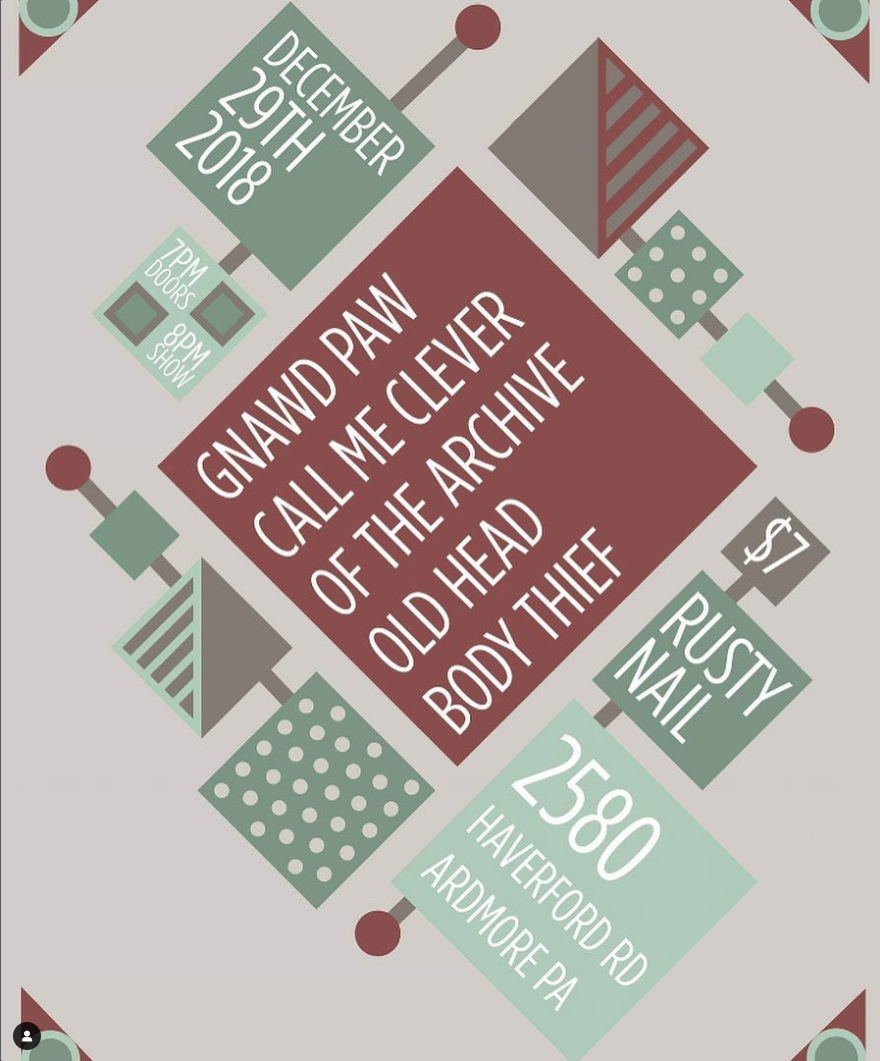 DECEMBER
29TH
2018
7PM
DOORS
8PM
SHOW
GNAWD PAW
CALL ME CLEVER
OF THE ARCHIVE
OLD HEAD
BODY THIEF
$7
RUSTY
NAIL
2580
HAVERFORD RD
ARDMORE PA